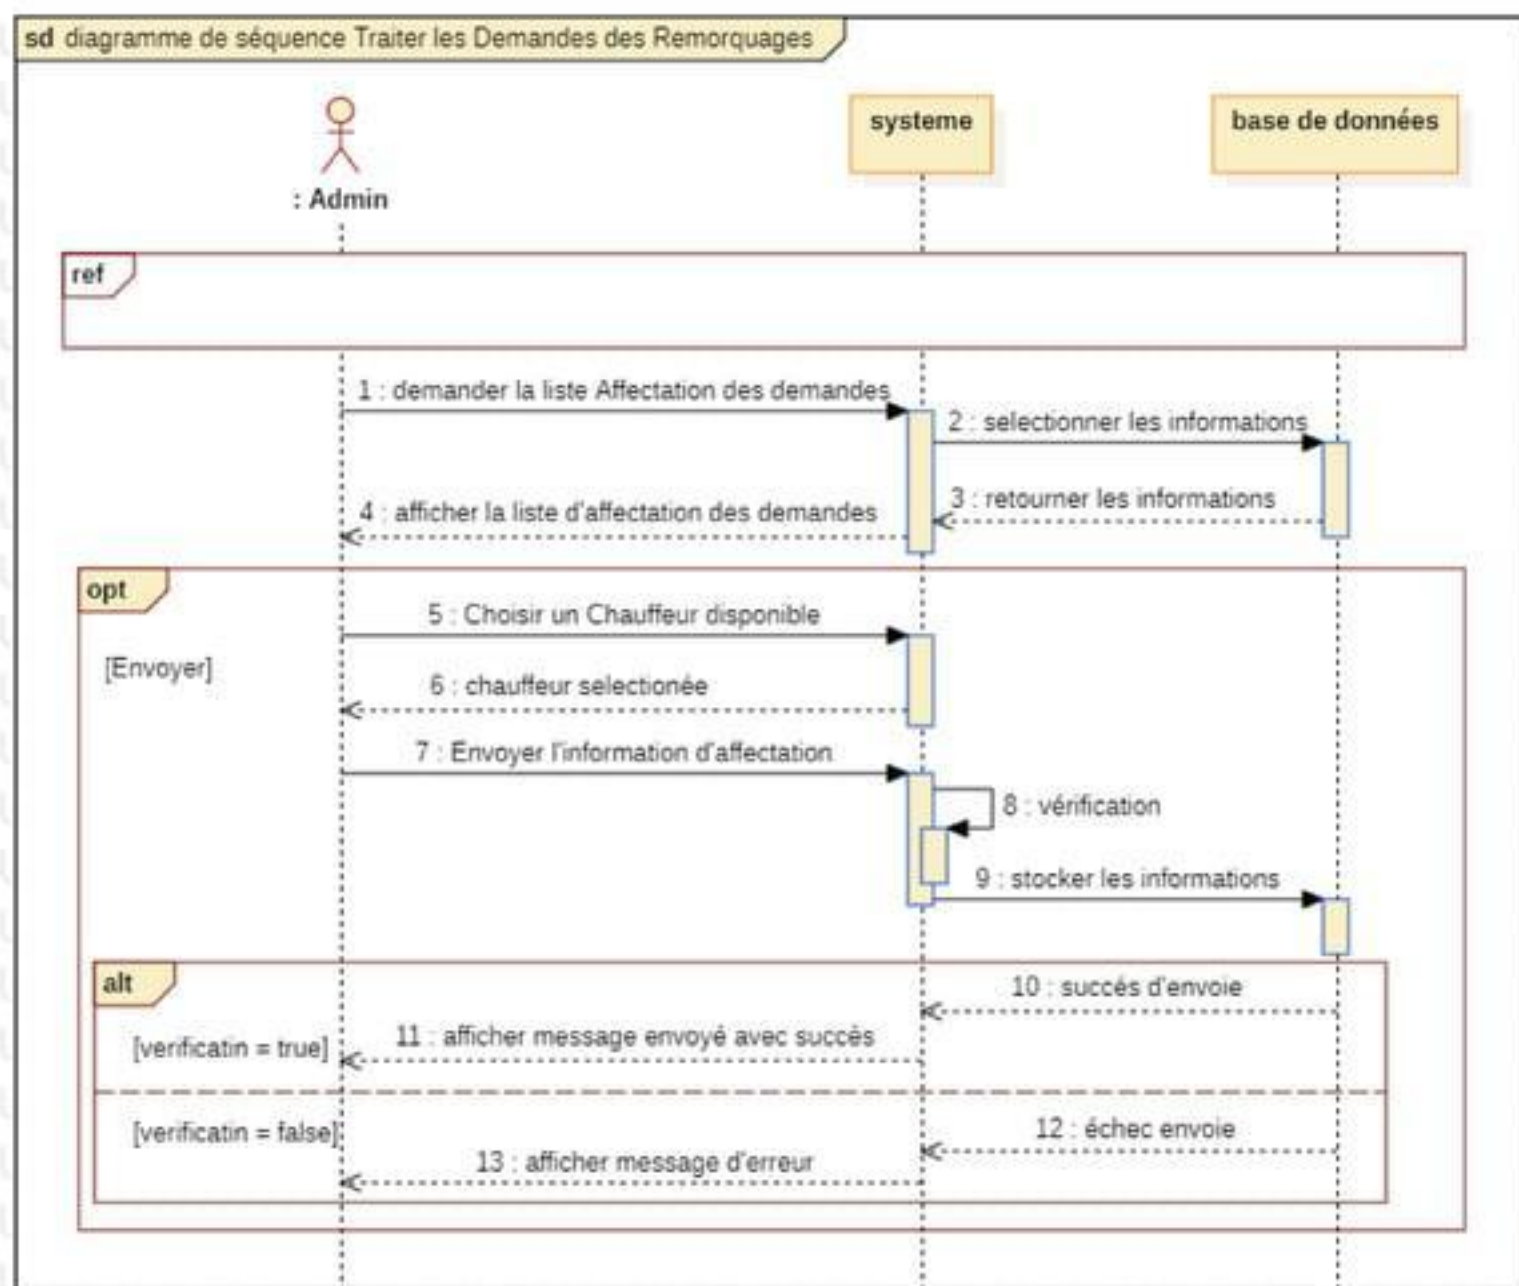 sd diagramme de séquence Traiter les Demandes des Remorquages
systeme
base de données
: Admin
ref
1 : demander la liste Affectation des demandes
2 : selectionner les informations
3 : retourner les informations
4 : afficher la liste d'affectation des demandes
opt
5 : Choisir un Chauffeur disponible
[Envoyer]
6 : chauffeur selectionée
7 : Envoyer l'information d'affectation
8 : vérification
9 : stocker les informations
alt
10 : succés d'envoie
11 : afficher message envoyé avec succés
[verificatin = true]
12 : échec envoie
[verificatin = false]
13 : afficher message d'erreur